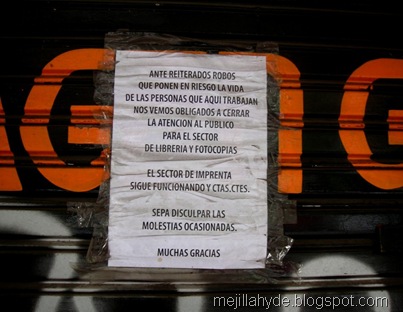 ANTE REITERADOS ROBOS
QUE PONEN EN RIESGO LA VIDA
DE LAS PERSONAS QUE AQUI TRABAJAN
NOS VEMOS OBLIGADOS A CERRAR
LA ATENCION AL PÚBLICO
PARA EL SECTOR
DE LIBRERIA Y FOTOCOPIAS
EL SECTOR DE IMPRENTA
SIGUE FUNCIONANDO Y CTAS.CTES.
SEPA DISCULPAR LAS
MOLESTIAS OCASIONADAS.
MUCHAS GRACIAS
mejillahyde.blogspot.com